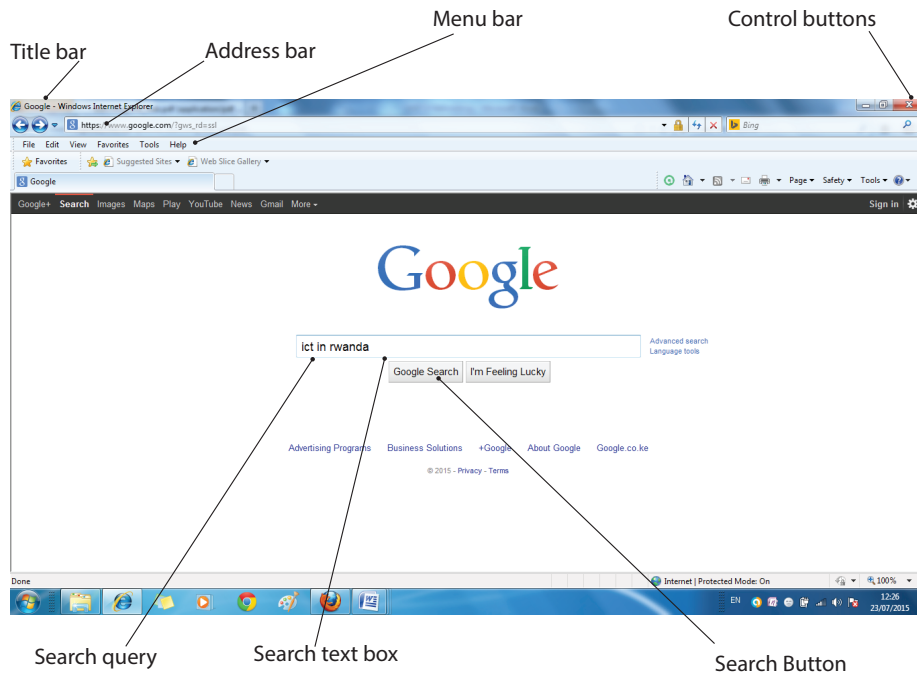 Menu bar
Control buttons
Title bar
Address bar
Google - Windows Internet Explorer
https://www.google.com/?gws_rd=ssl
Bing
File Edit View Favorites Tools Help
Favorites Suggested Sites Web Slice Gallery
Google
Page Safety Tools
Google+ Search Images Maps Play YouTube News Gmail More
Sign in
Google
ict in rwanda
Advanced search
Language tools
Google Search I'm Feeling Lucky
Advertising Programs Business Solutions +Google About Google Google.co.ke
© 2015 - Privacy - Terms
Done
Internet | Protected Mode: On
100%
EN
12:26
23/07/2015
Search query
Search text box
Search Button